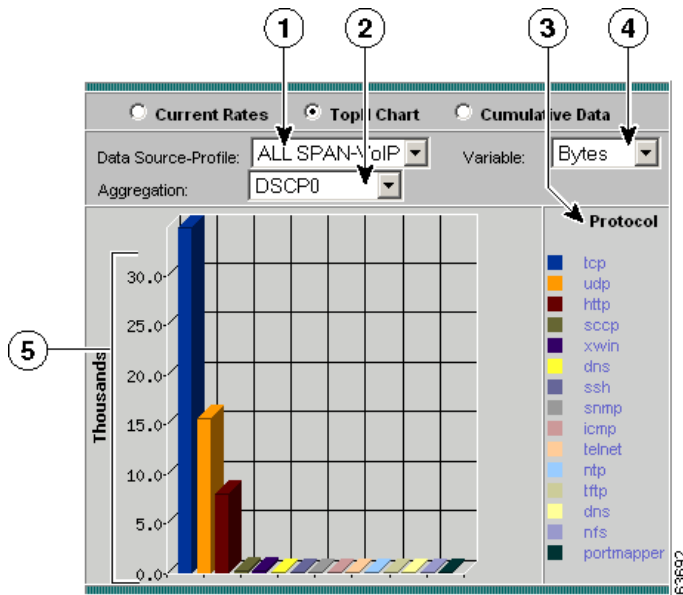 1 2 3 4
Current Rates TopN Chart Cumulative Data
Data Source-Profile: ALL SPAN-VoIP Variable: Bytes
Aggregation: DSCP0
Protocol
tcp
udp
http
sccp
xwin
dns
ssh
snmp
icmp
telnet
ntp
tftp
dns
nfs
portmapper
5
Thousands
30.0
25.0
20.0
15.0
10.0
5.0
0.0
63692